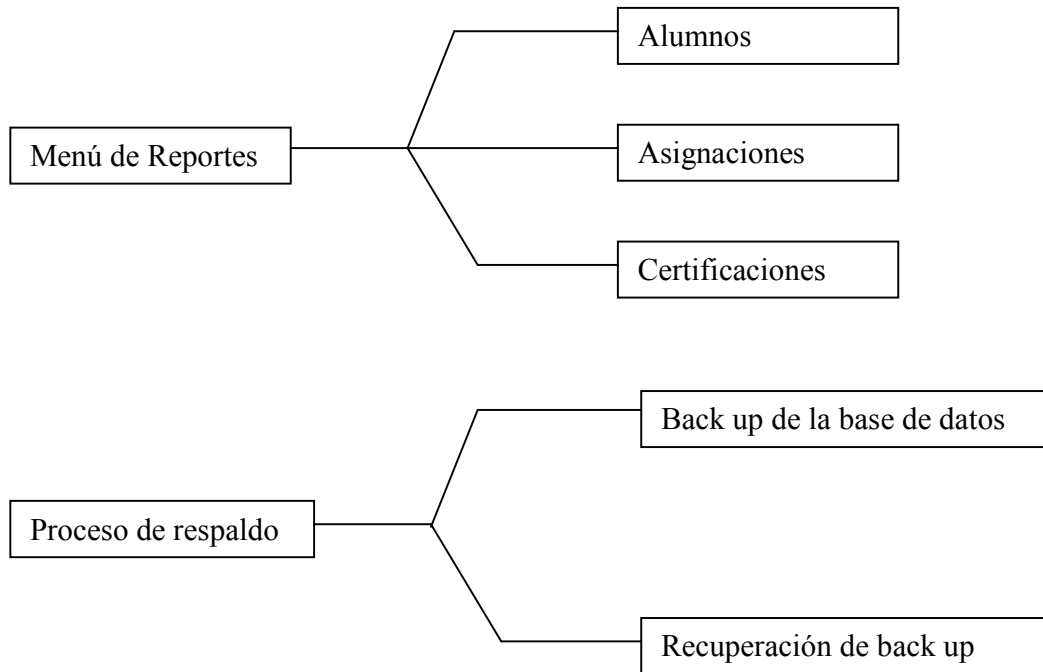 Alumnos
Menú de Reportes
Asignaciones
Certificaciones
Back up de la base de datos
Proceso de respaldo
Recuperación de back up